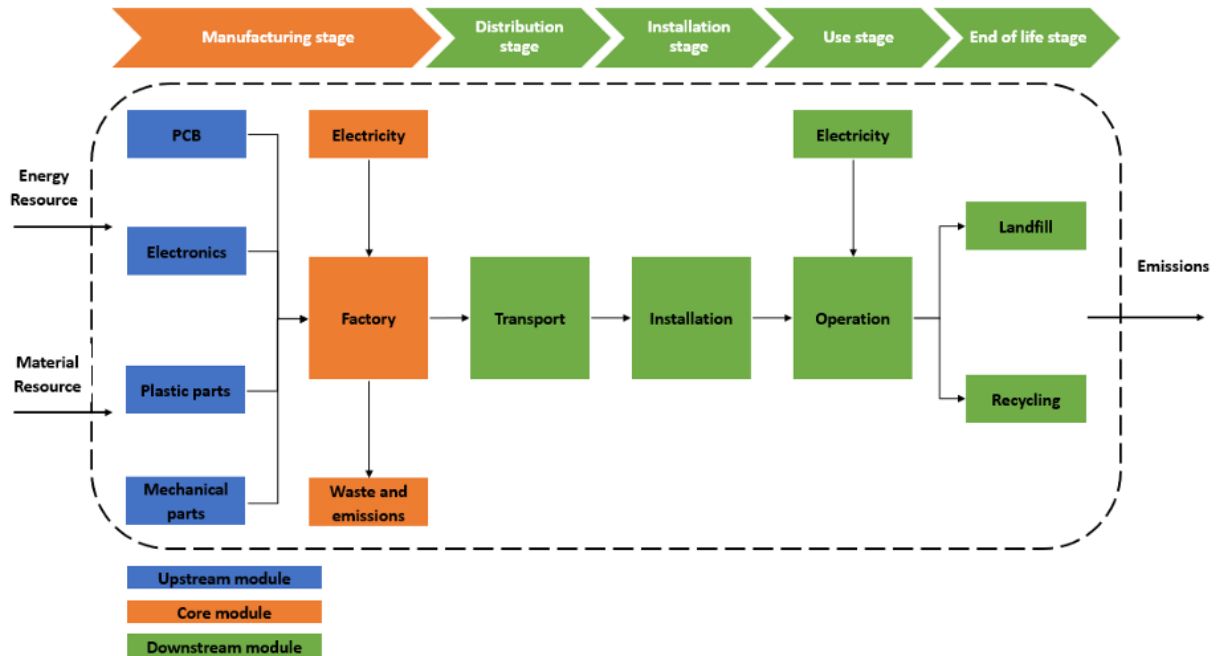 Manufacturing stage
Distribution
stage
Installation
stage
Use stage
End of life stage
PCB
Electricity
Electricity
Energy
Resource
Electronics
Landfill
Factory
Transport
Installation
Operation
Emissions
Material
Resource
Plastic parts
Recycling
Mechanical
parts
Waste and
emissions
Upstream module
Core module
Downstream module